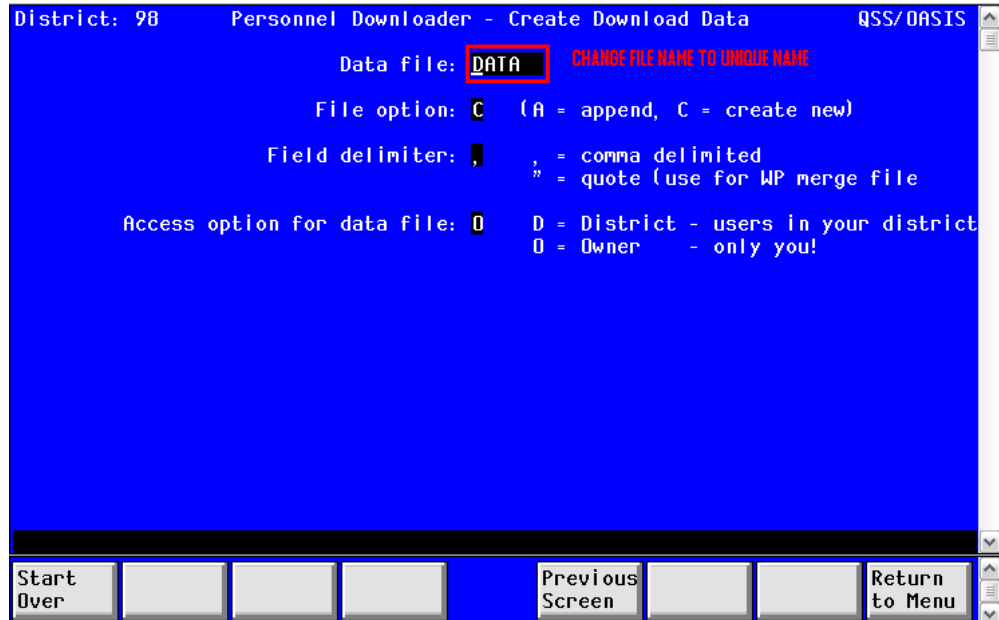 District: 98 Personnel Downloader - Create Download Data QSS/OASIS
Data file: DATA CHANGE FILE NAME TO UNIQUE NAME
File option: C (A = append, C = create new)
Field delimiter: , , = comma delimited
" = quote (use for WP merge file
Access option for data file: O D = District - users in your district
O = Owner - only you!
Start Over
Previous Screen
Return to Menu